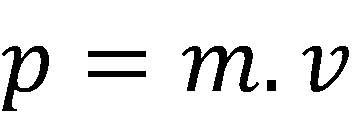 p = m. v